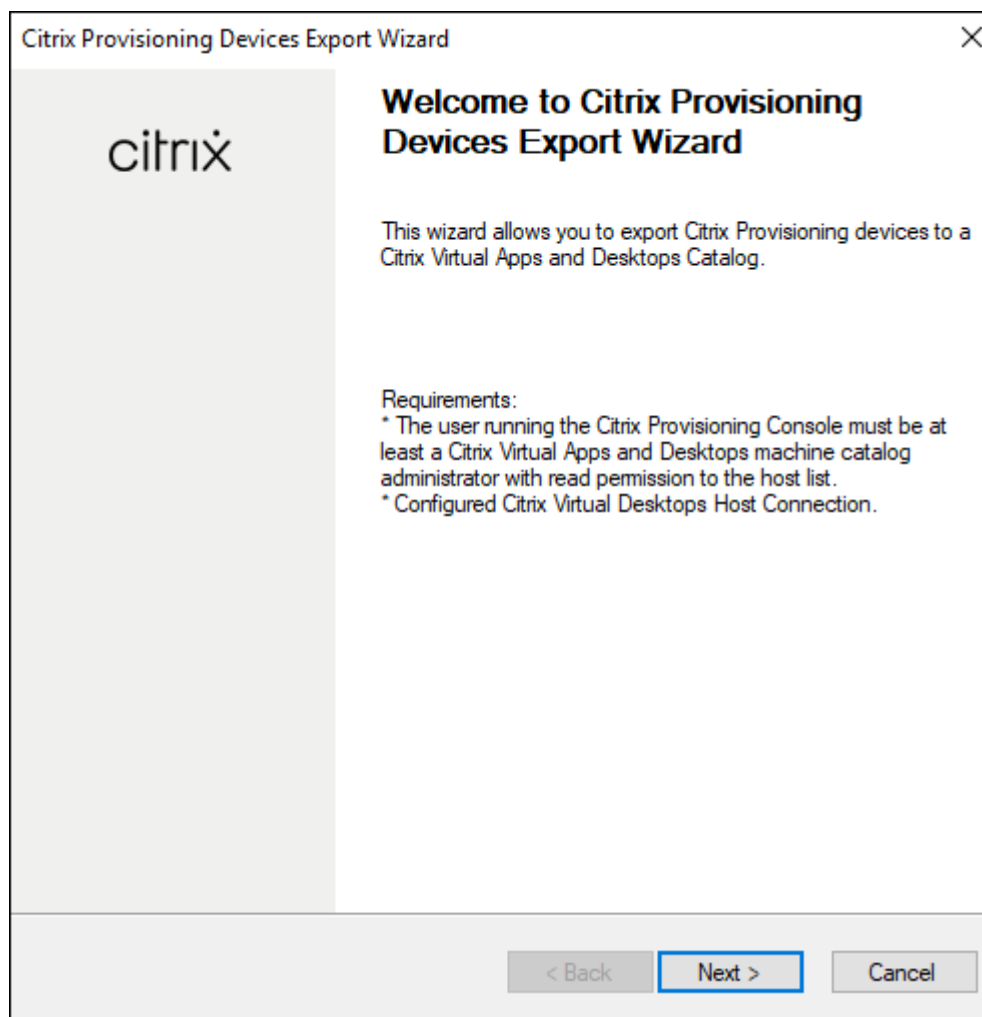 Citrix Provisioning Devices Export Wizard
citrix
Welcome to Citrix Provisioning
Devices Export Wizard
This wizard allows you to export Citrix Provisioning devices to a
Citrix Virtual Apps and Desktops Catalog.
Requirements:
* The user running the Citrix Provisioning Console must be at
least a Citrix Virtual Apps and Desktops machine catalog
administrator with read permission to the host list.
* Configured Citrix Virtual Desktops Host Connection.
< Back
Next >
Cancel